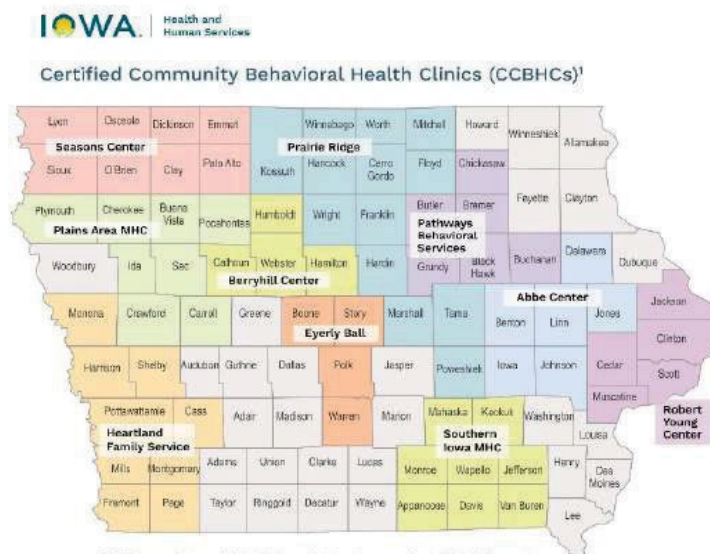 IOWA. Health and
Human Services
Certified Community Behavioral Health Clinics (CCBHCs)¹
Lyon Osceola Dickinson Emmet Winnebago Worth Mitchell Howard Winneshiek Allamakee
Seasons Center Prairie Ridge
Sioux O'Brien Clay Palo Alto Kossuth Hancock Cerro Gordo Floyd Chickasaw
Fayette Clayton
Plymouth Cherokee Buena Vista Pocahontas Humboldt Wright Franklin Butler Bremer
Plains Area MHC Pathways Behavioral Services
Woodbury Ida Sac Calhoun Webster Hamilton Hardin Grundy Black Hawk Buchanan Delaware Dubuque
Berryhill Center Abbe Center
Monona Crawford Carroll Greene Boone Story Marshall Tama Benton Linn Jones Jackson
Eyerly Ball Clinton
Harrison Shelby Audubon Guthrie Dallas Polk Jasper Poweshiek Iowa Johnson Cedar Scott
Muscatine
Pottawattamie Cass Adair Madison Warren Marion Mahaska Keokuk Washington Louisa
Heartland Family Service Southern Iowa MHC Robert Young Center
Mills Montgomery Adams Union Clarke Lucas Monroe Wapello Jefferson Henry Des Moines
Fremont Page Taylor Ringgold Decatur Wayne Appanoose Davis Van Buren Lee